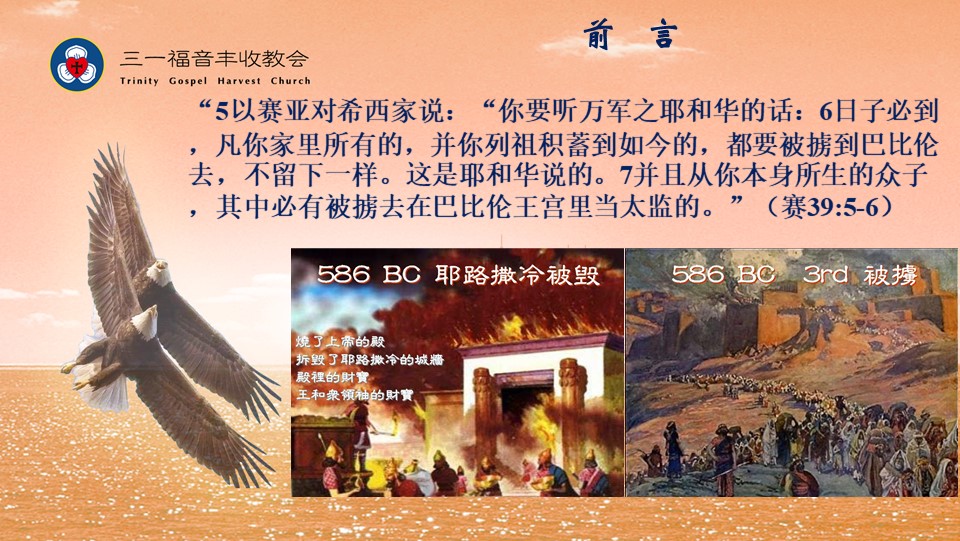 前 言
三一福音丰收教会
Trinity Gospel Harvest Church
“5以赛亚对希西家说：“你要听万军之耶和华的话：6日子必到
，凡你家里所有的，并你列祖积蓄到如今的，都要被掳到巴比伦
去，不留下一样。这是耶和华说的。7并且从你本身所生的众子
，其中必有被掳去在巴比伦王宫里当太监的。”（赛39:5-6）
586 BC 耶路撒冷被毀
燒了上帝的殿
拆毀了耶路撒冷的城牆
殿裡的財寶
王和衆領袖的財寶
586 BC 3rd 被擄